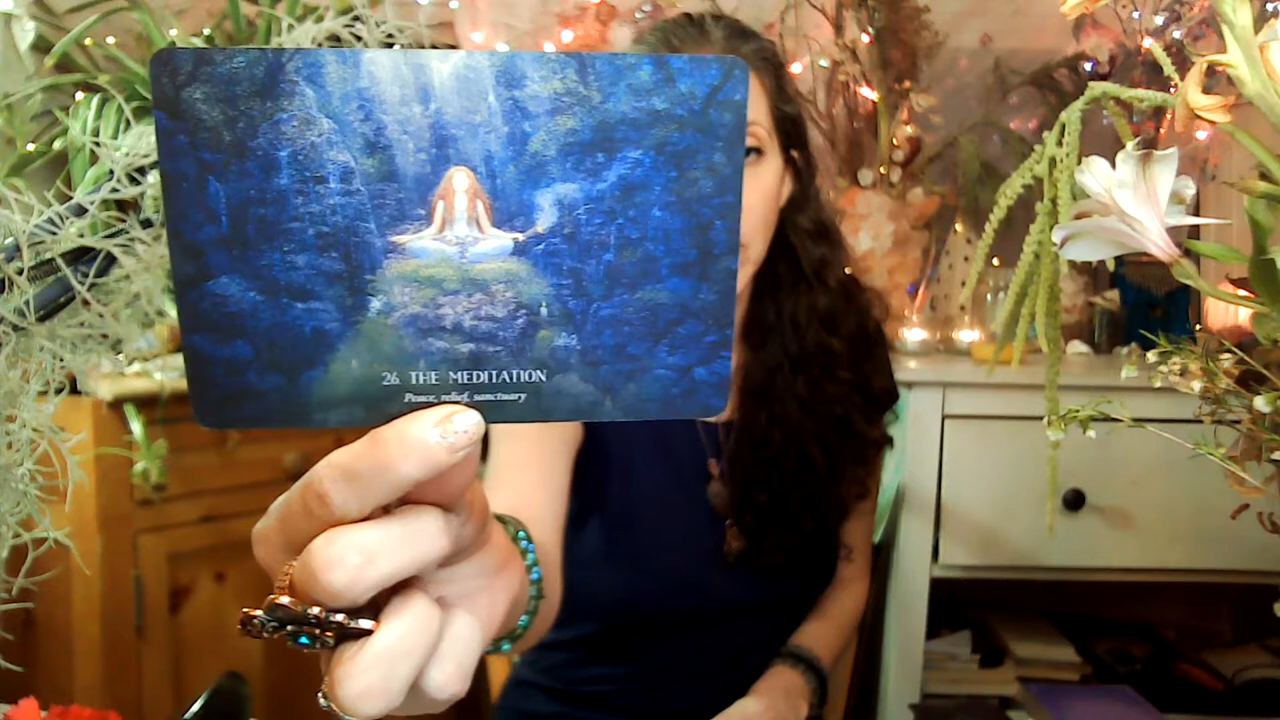 26. THE MEDITATION
Peace, relief, sanctuary